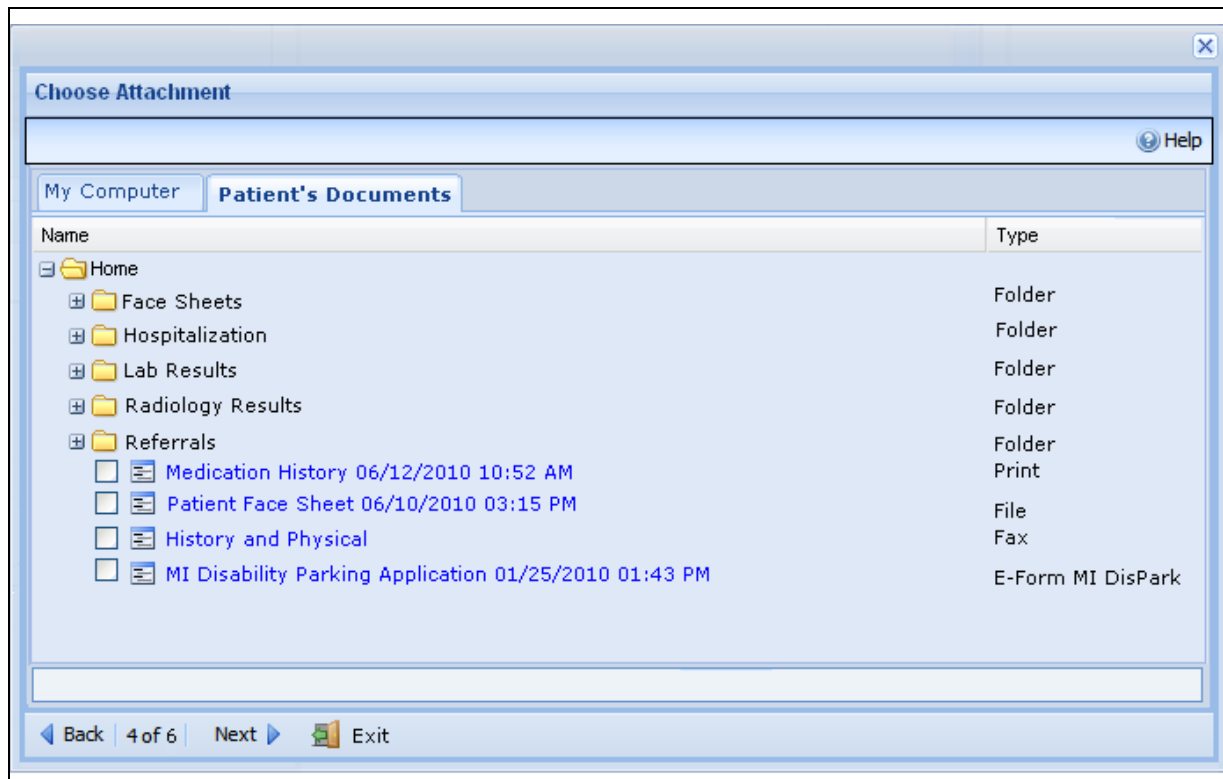 Choose Attachment
Help
My Computer Patient's Documents
Name Type
Home
Face Sheets Folder
Hospitalization Folder
Lab Results Folder
Radiology Results Folder
Referrals Folder
Medication History 06/12/2010 10:52 AM Print
Patient Face Sheet 06/10/2010 03:15 PM File
History and Physical Fax
MI Disability Parking Application 01/25/2010 01:43 PM E-Form MI DisPark
Back 4 of 6 Next Exit